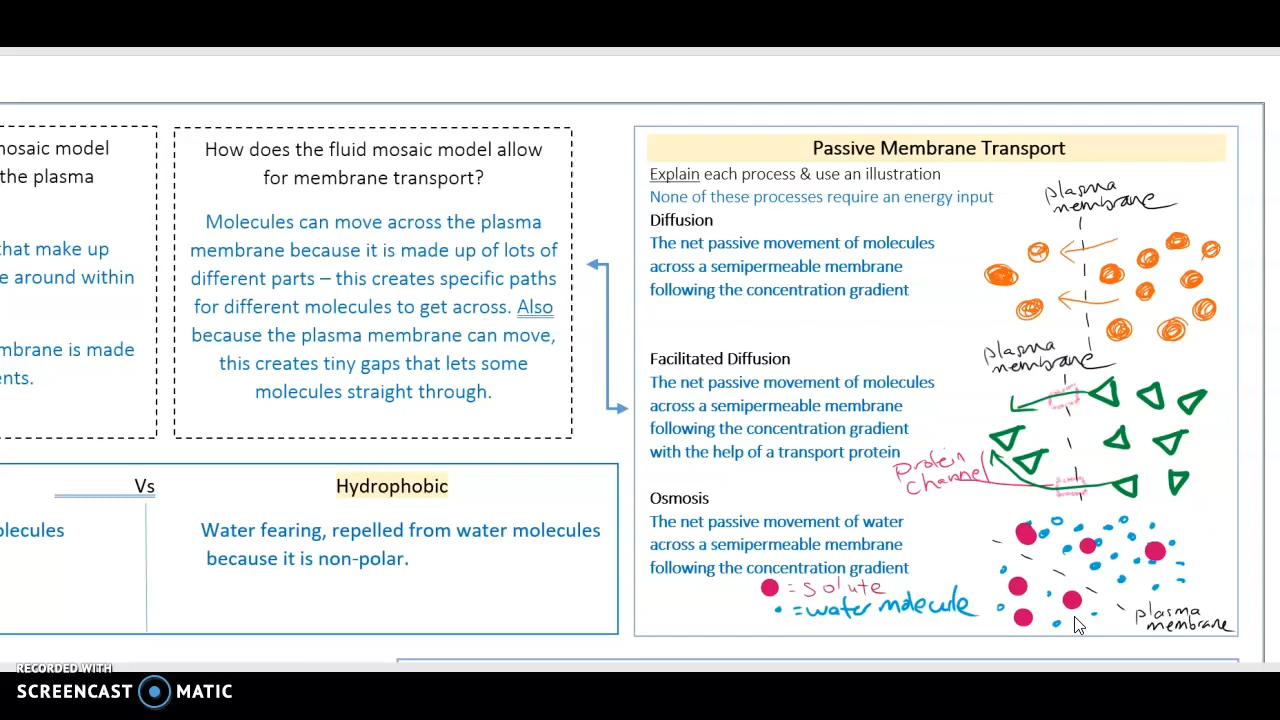 nosaic model
the plasma
that make up
e around within
mbrane is made
ents.
How does the fluid mosaic model allow
for membrane transport?
Molecules can move across the plasma
membrane because it is made up of lots of
different parts – this creates specific paths
for different molecules to get across. Also
because the plasma membrane can move,
this creates tiny gaps that lets some
molecules straight through.
Vs
Hydrophobic
olecules
Water fearing, repelled from water molecules
because it is non-polar.
Passive Membrane Transport
Explain each process & use an illustration
None of these processes require an energy input
plasma
membrane
Diffusion
The net passive movement of molecules
across a semipermeable membrane
following the concentration gradient
plasma
membrane
Facilitated Diffusion
The net passive movement of molecules
across a semipermeable membrane
following the concentration gradient
with the help of a transport protein
protein
channel
Osmosis
The net passive movement of water
across a semipermeable membrane
following the concentration gradient
= solute
= water molecule
plasma
membrane
RECORDED WITH
SCREENCAST MATIC